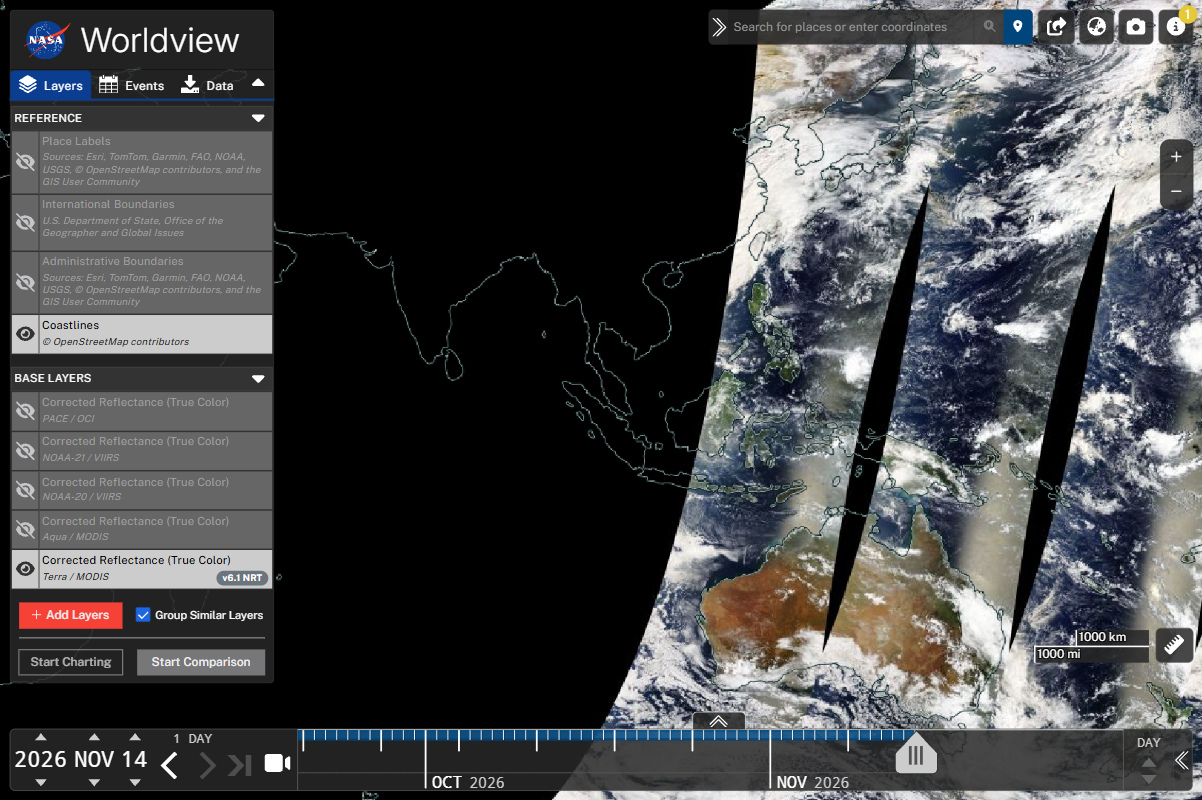 NASA
Worldview
Layers
Events
Data
REFERENCE
Place Labels
Sources: Esri, TomTom, Garmin, FAO, NOAA,
USGS, © OpenStreetMap contributors, and the
GIS User Community
International Boundaries
U.S. Department of State, Office of the
Geographer and Global Issues
Administrative Boundaries
Sources: Esri, TomTom, Garmin, FAO, NOAA,
USGS, © OpenStreetMap contributors, and the
GIS User Community
Coastlines
© OpenStreetMap contributors
BASE LAYERS
Corrected Reflectance (True Color)
PACE / OCI
Corrected Reflectance (True Color)
NOAA-21 / VIIRS
Corrected Reflectance (True Color)
NOAA-20 / VIIRS
Corrected Reflectance (True Color)
Aqua / MODIS
Corrected Reflectance (True Color)
Terra / MODIS
v6.1 NRT
+ Add Layers
Group Similar Layers
Start Charting
Start Comparison
Search for places or enter coordinates
1
+
−
1000 km
1000 mi
2026 NOV 14
1 DAY
OCT 2026
NOV 2026
DAY